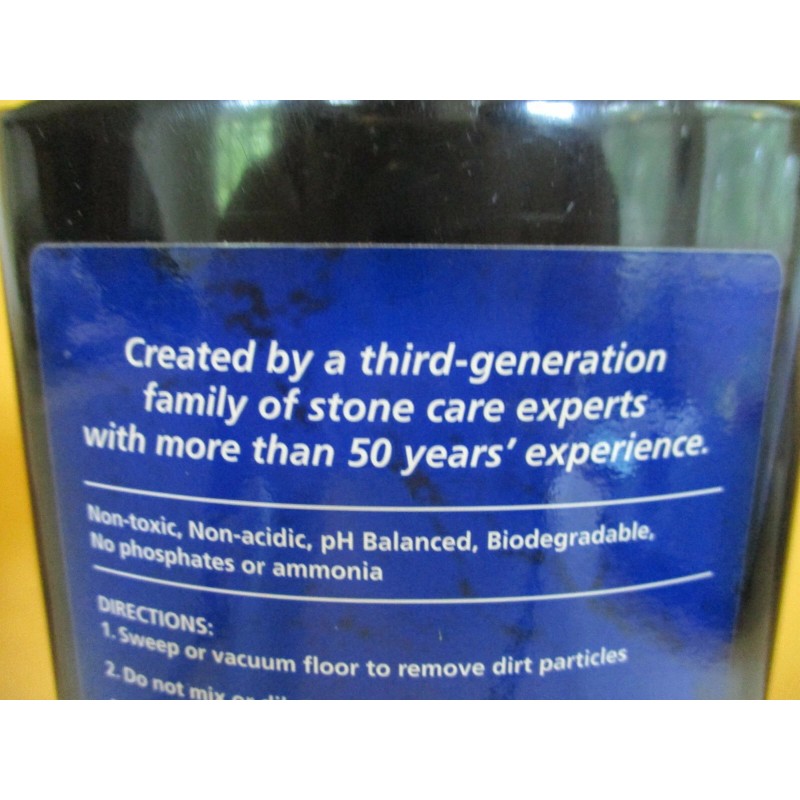 Created by a third-generation
family of stone care experts
with more than 50 years' experience.
Non-toxic, Non-acidic, pH Balanced, Biodegradable,
No phosphates or ammonia
DIRECTIONS:
1. Sweep or vacuum floor to remove dirt particles
2. Do not mix or